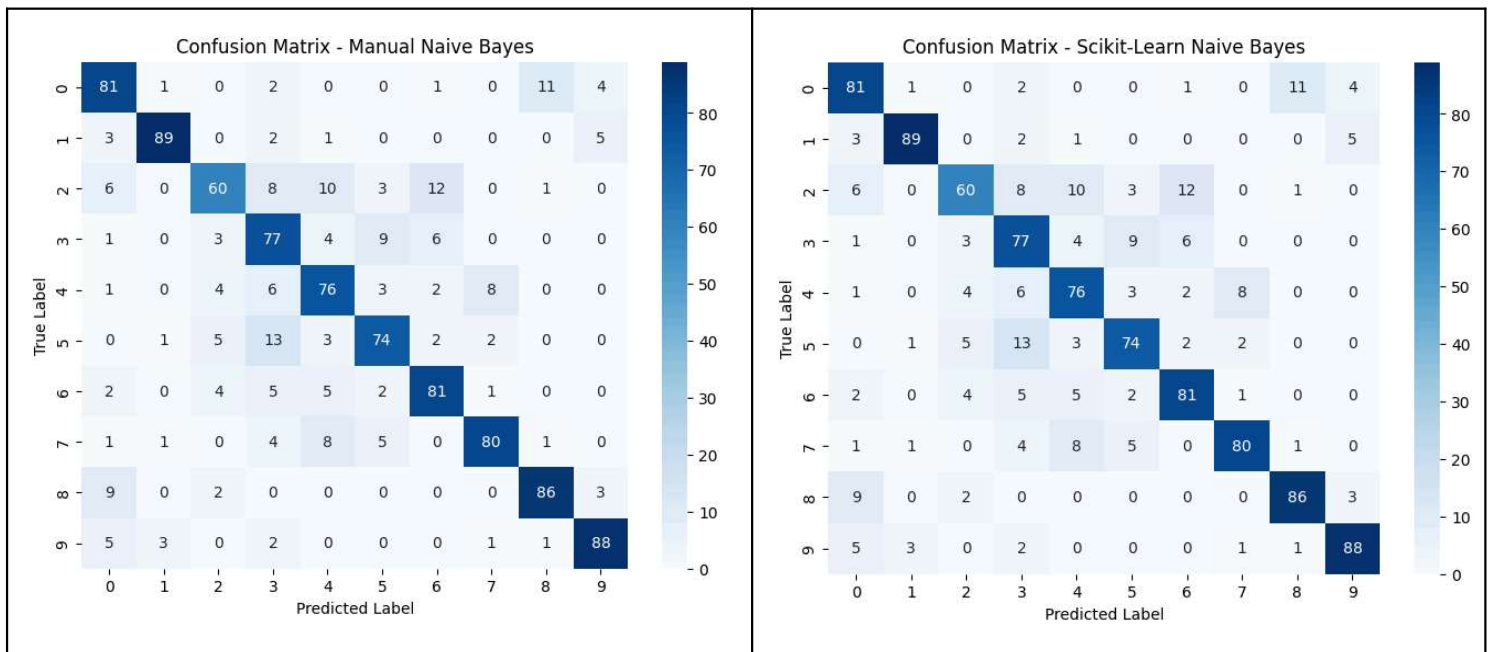 Confusion Matrix - Manual Naive Bayes
0 81 1 0 2 0 0 1 0 11 4
1 3 89 0 2 1 0 0 0 0 5
2 6 0 60 8 10 3 12 0 1 0
3 1 0 3 77 4 9 6 0 0 0
4 1 0 4 6 76 3 2 8 0 0
5 0 1 5 13 3 74 2 2 0 0
6 2 0 4 5 5 2 81 1 0 0
7 1 1 0 4 8 5 0 80 1 0
8 9 0 2 0 0 0 0 0 86 3
9 5 3 0 2 0 0 0 1 1 88
0 1 2 3 4 5 6 7 8 9
True Label
Predicted Label
80
70
60
50
40
30
20
10
0
Confusion Matrix - Scikit-Learn Naive Bayes
0 81 1 0 2 0 0 1 0 11 4
1 3 89 0 2 1 0 0 0 0 5
2 6 0 60 8 10 3 12 0 1 0
3 1 0 3 77 4 9 6 0 0 0
4 1 0 4 6 76 3 2 8 0 0
5 0 1 5 13 3 74 2 2 0 0
6 2 0 4 5 5 2 81 1 0 0
7 1 1 0 4 8 5 0 80 1 0
8 9 0 2 0 0 0 0 0 86 3
9 5 3 0 2 0 0 0 1 1 88
0 1 2 3 4 5 6 7 8 9
True Label
Predicted Label
80
70
60
50
40
30
20
10
0